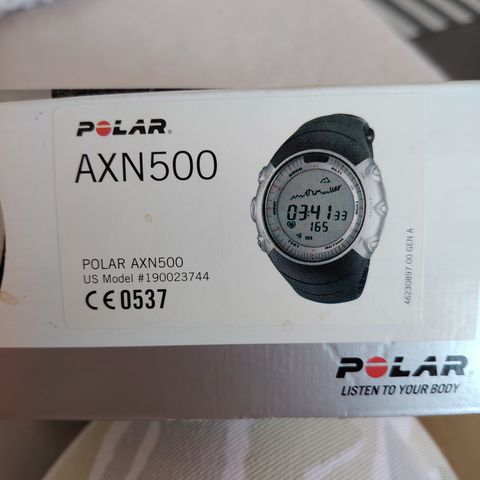 POLAR®
AXN500
POLAR AXN500
US Model #190023744
CE 0537
03:41 33
165
46230897.00 GEN A
POLAR®
LISTEN TO YOUR BODY